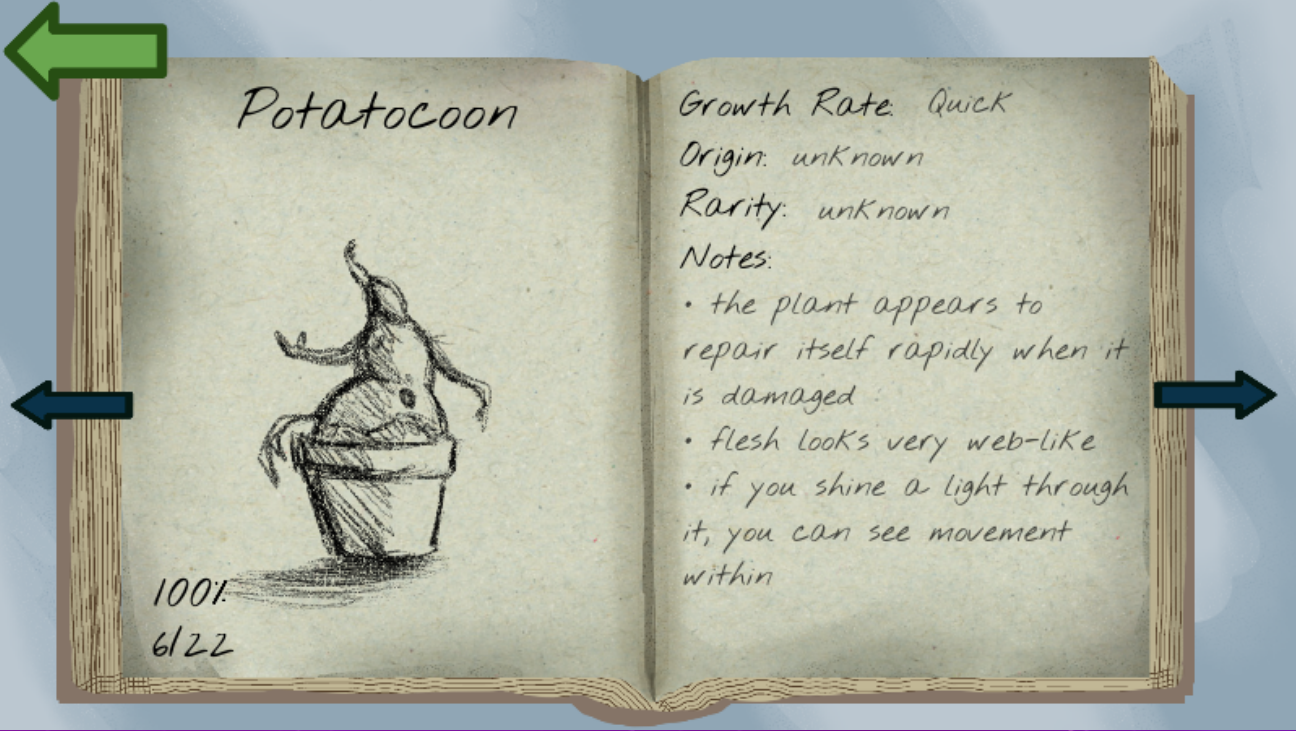 Potatocoon
100%
6/22
Growth Rate: Quick
Origin: unknown
Rarity: unknown
Notes:
• the plant appears to
repair itself rapidly when it
is damaged
• flesh looks very web-like
• if you shine a light through
it, you can see movement
within